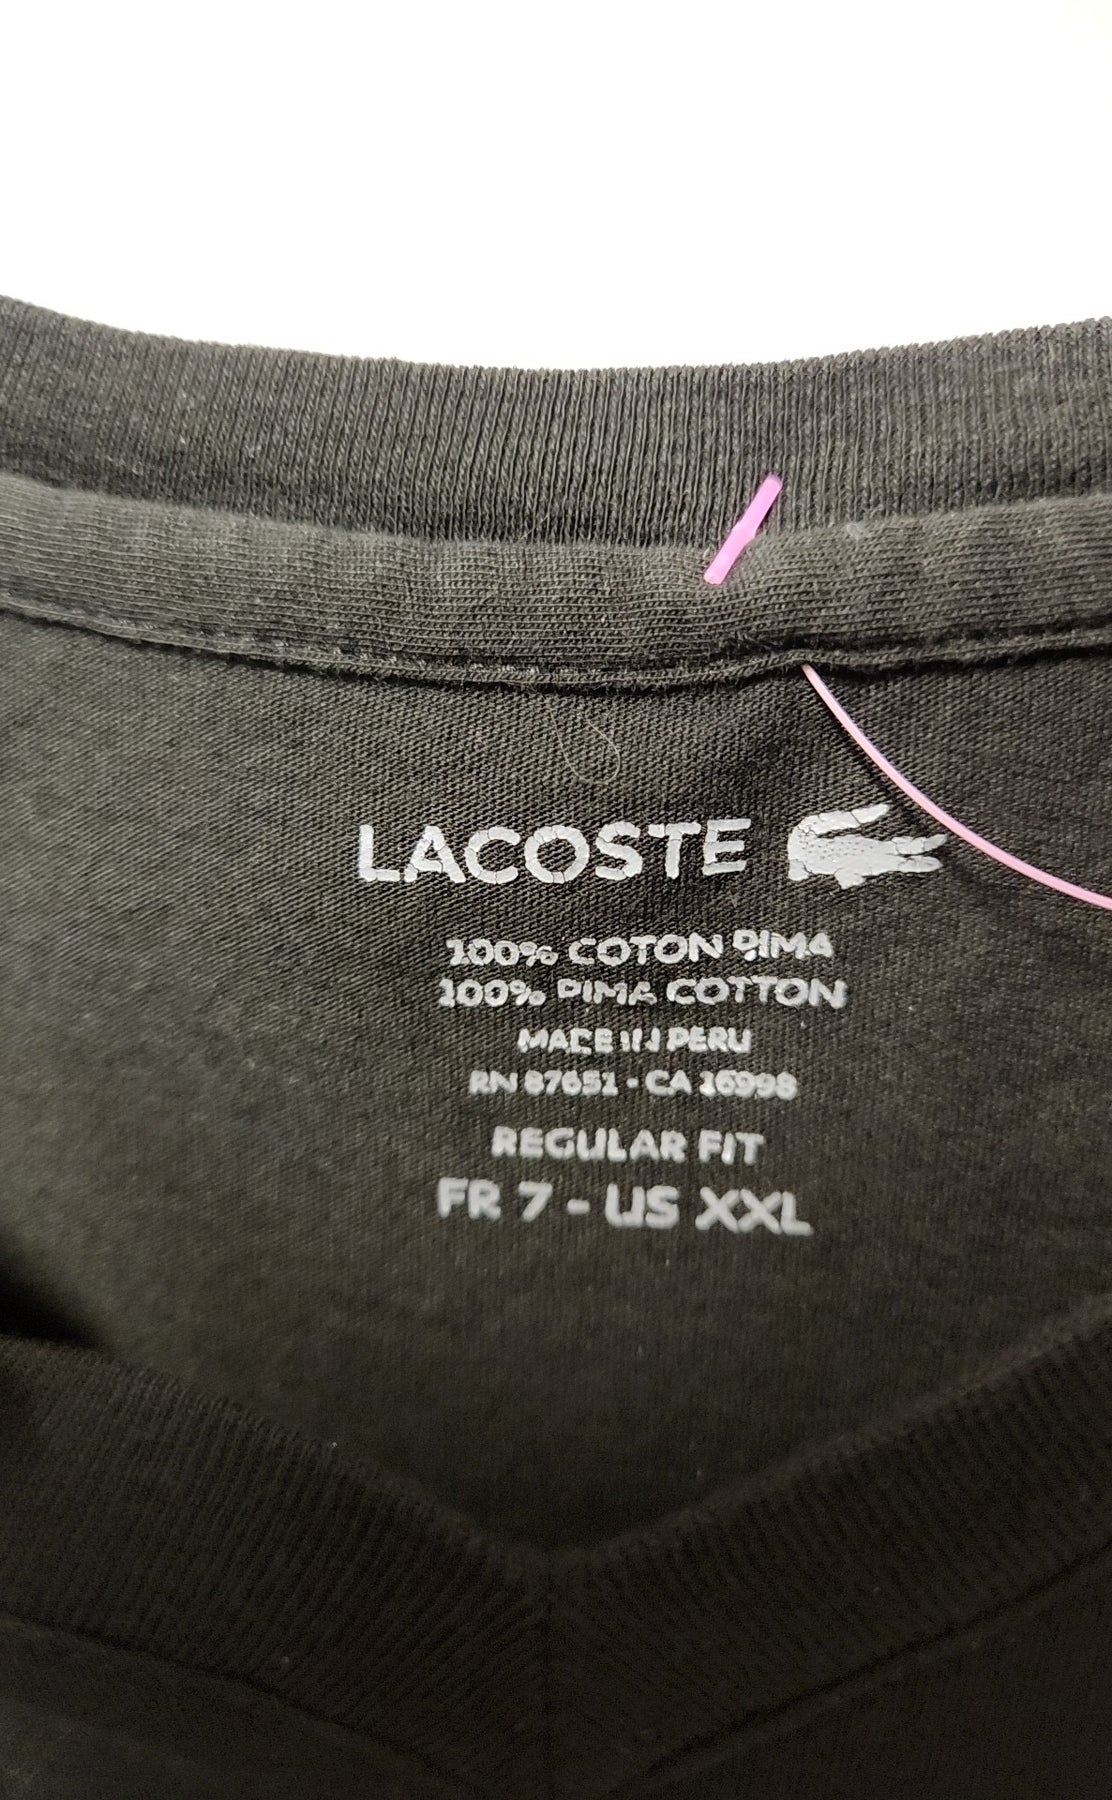 LACOSTE
100% COTON PIMA
100% PIMA COTTON
MADE IN PERU
RN 87651 - CA 16998
REGULAR FIT
FR 7 - US XXL